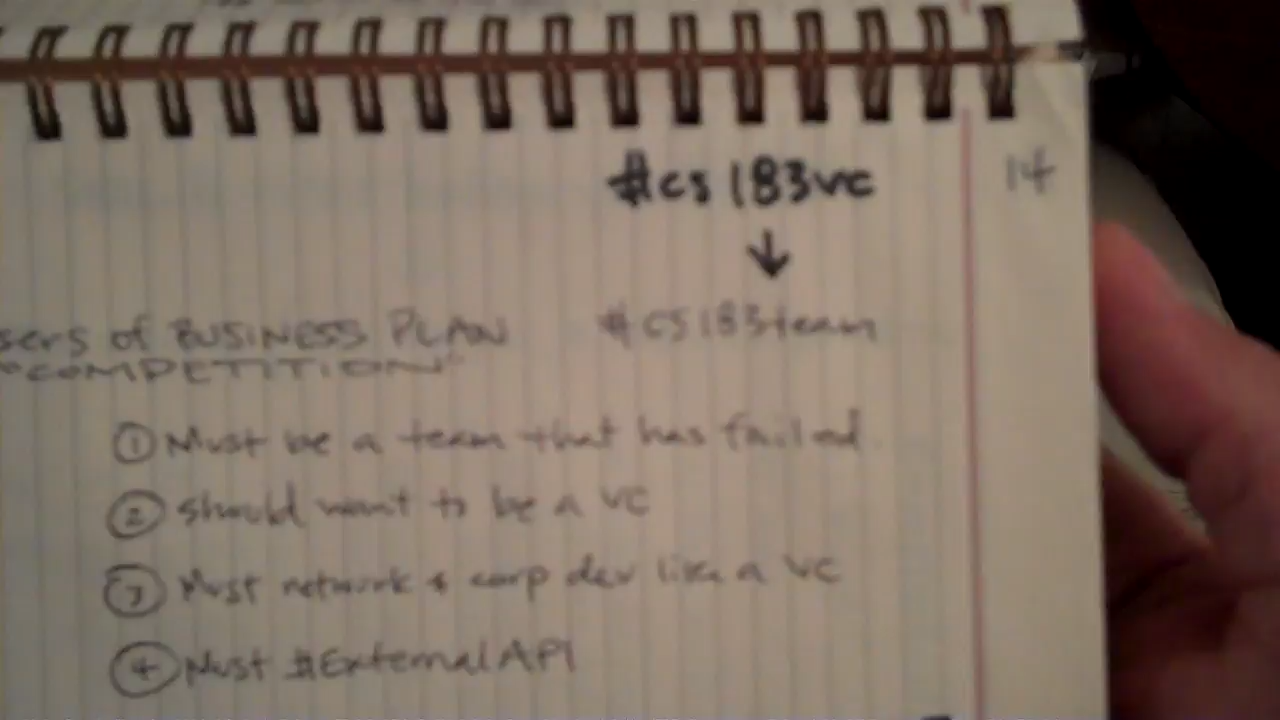 #cs183vc
14
↓
sers of BUSINESS PLAN #cs183team
"COMPETITION"
① Must be a team that has failed
② should want to be a VC
③ Must network & corp dev like a VC
④ Must #ExternalAPI